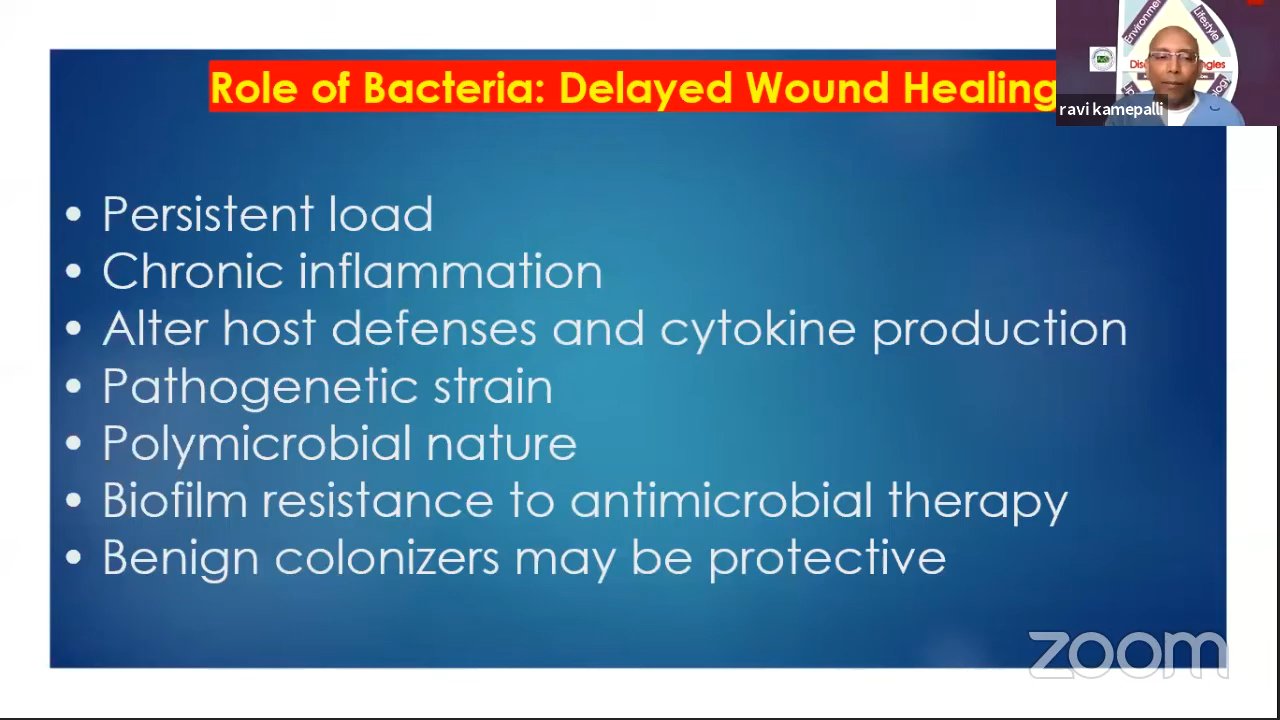 Role of Bacteria: Delayed Wound Healing
• Persistent load
• Chronic inflammation
• Alter host defenses and cytokine production
• Pathogenetic strain
• Polymicrobial nature
• Biofilm resistance to antimicrobial therapy
• Benign colonizers may be protective
Lifestyle
ravi kamepalli
zoom